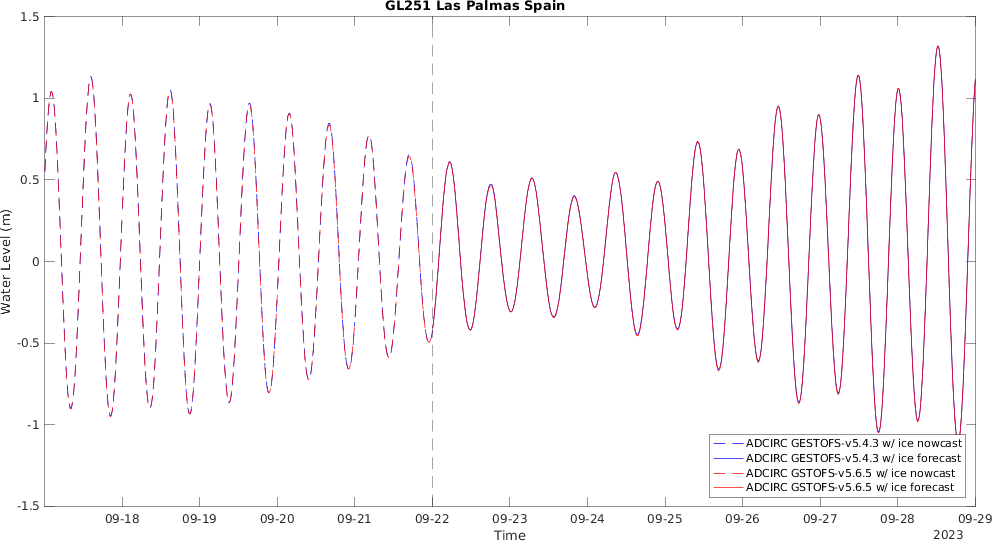 GL251 Las Palmas Spain
1.5
1
0.5
0
-0.5
-1
-1.5
Water Level (m)
ADCIRC GESTOFS-v5.4.3 w/ ice nowcast
ADCIRC GESTOFS-v5.4.3 w/ ice forecast
ADCIRC GSTOFS-v5.6.5 w/ ice nowcast
ADCIRC GSTOFS-v5.6.5 w/ ice forecast
09-18 09-19 09-20 09-21 09-22 09-23 09-24 09-25 09-26 09-27 09-28 09-29
Time
2023